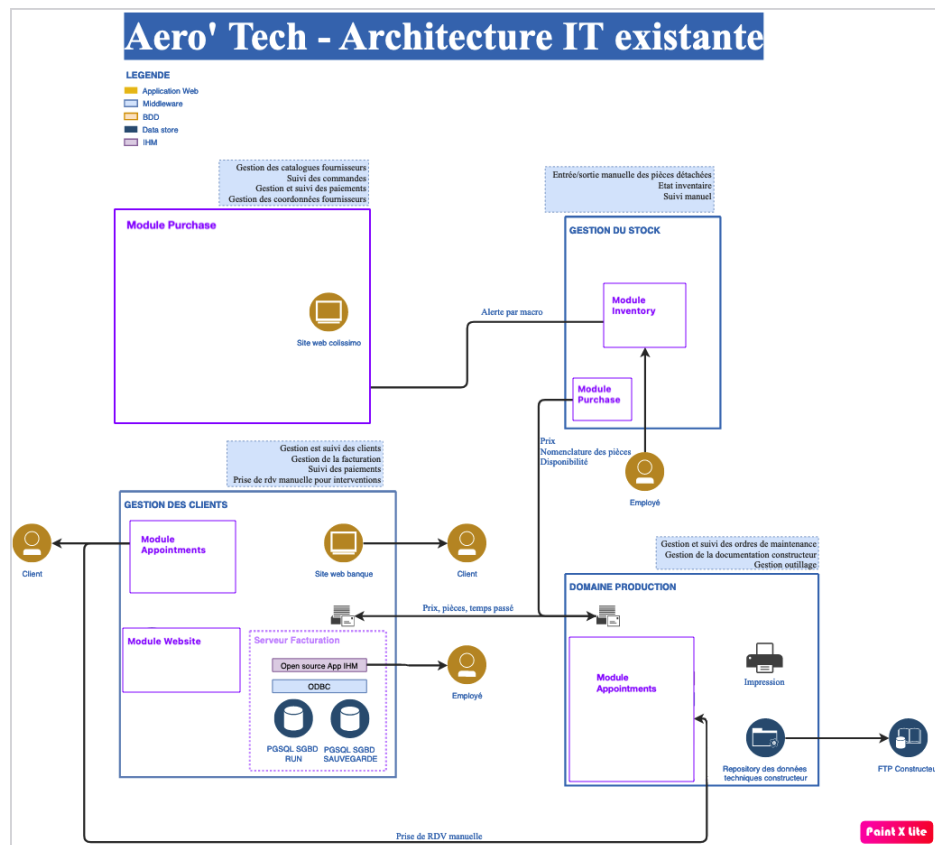 Aero' Tech - Architecture IT existante
LEGENDE
Application Web
Middleware
BDD
Data store
IHM
Gestion des catalogues fournisseurs
Suivi des commandes
Gestion et suivi des paiements
Gestion des coordonnées fournisseurs
Entrée/sortie manuelle des pièces détachées
Etat inventaire
Suivi manuel
Module Purchase
Site web colissimo
GESTION DU STOCK
Module
Inventory
Alerte par macro
Module
Purchase
Prix
Nomenclature des pièces
Disponibilité
Employé
Gestion est suivi des clients
Gestion de la facturation
Suivi des paiements
Prise de rdv manuelle pour interventions
GESTION DES CLIENTS
Module
Appointments
Client
Site web banque
Client
Gestion et suivi des ordres de maintenance
Gestion de la documentation constructeur
Gestion outillage
DOMAINE PRODUCTION
Prix, pièces, temps passé
Module Website
Serveur Facturation
Open source App IHM
ODBC
PGSQL SGBD
RUN
PGSQL SGBD
SAUVEGARDE
Employé
Module
Appointments
Impression
Repository des données
techniques constructeur
FTP Constructeu
Prise de RDV manuelle
Paint X Lite